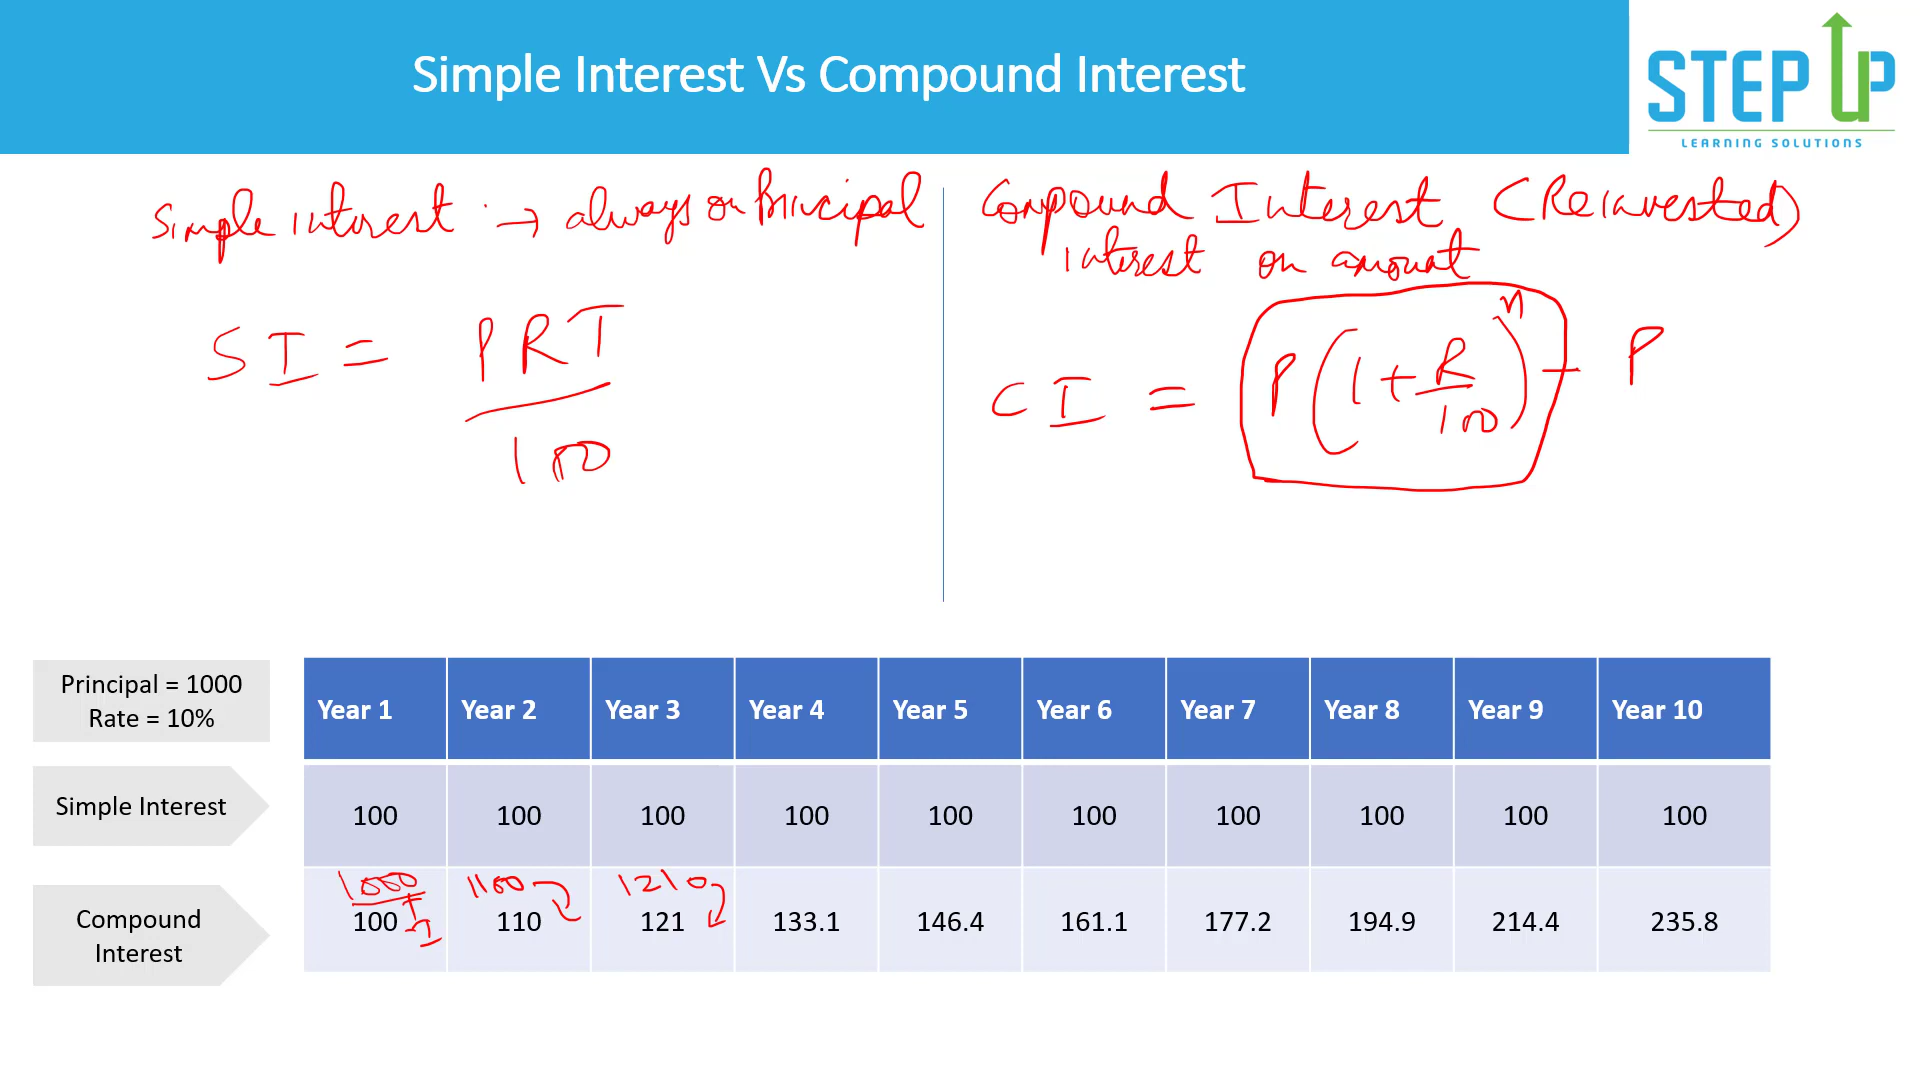 Simple Interest Vs Compound Interest
STEP UP
LEARNING SOLUTIONS
Simple interest → always on Principal
SI = PRT
100
Compound Interest (Reinvested)
interest on amount
CI = P(1+R/100)^n - P
Principal = 1000
Rate = 10%
Year 1 Year 2 Year 3 Year 4 Year 5 Year 6 Year 7 Year 8 Year 9 Year 10
Simple Interest
100 100 100 100 100 100 100 100 100 100
1000 1100 1210
+
I
Compound
Interest
100 110 121 133.1 146.4 161.1 177.2 194.9 214.4 235.8